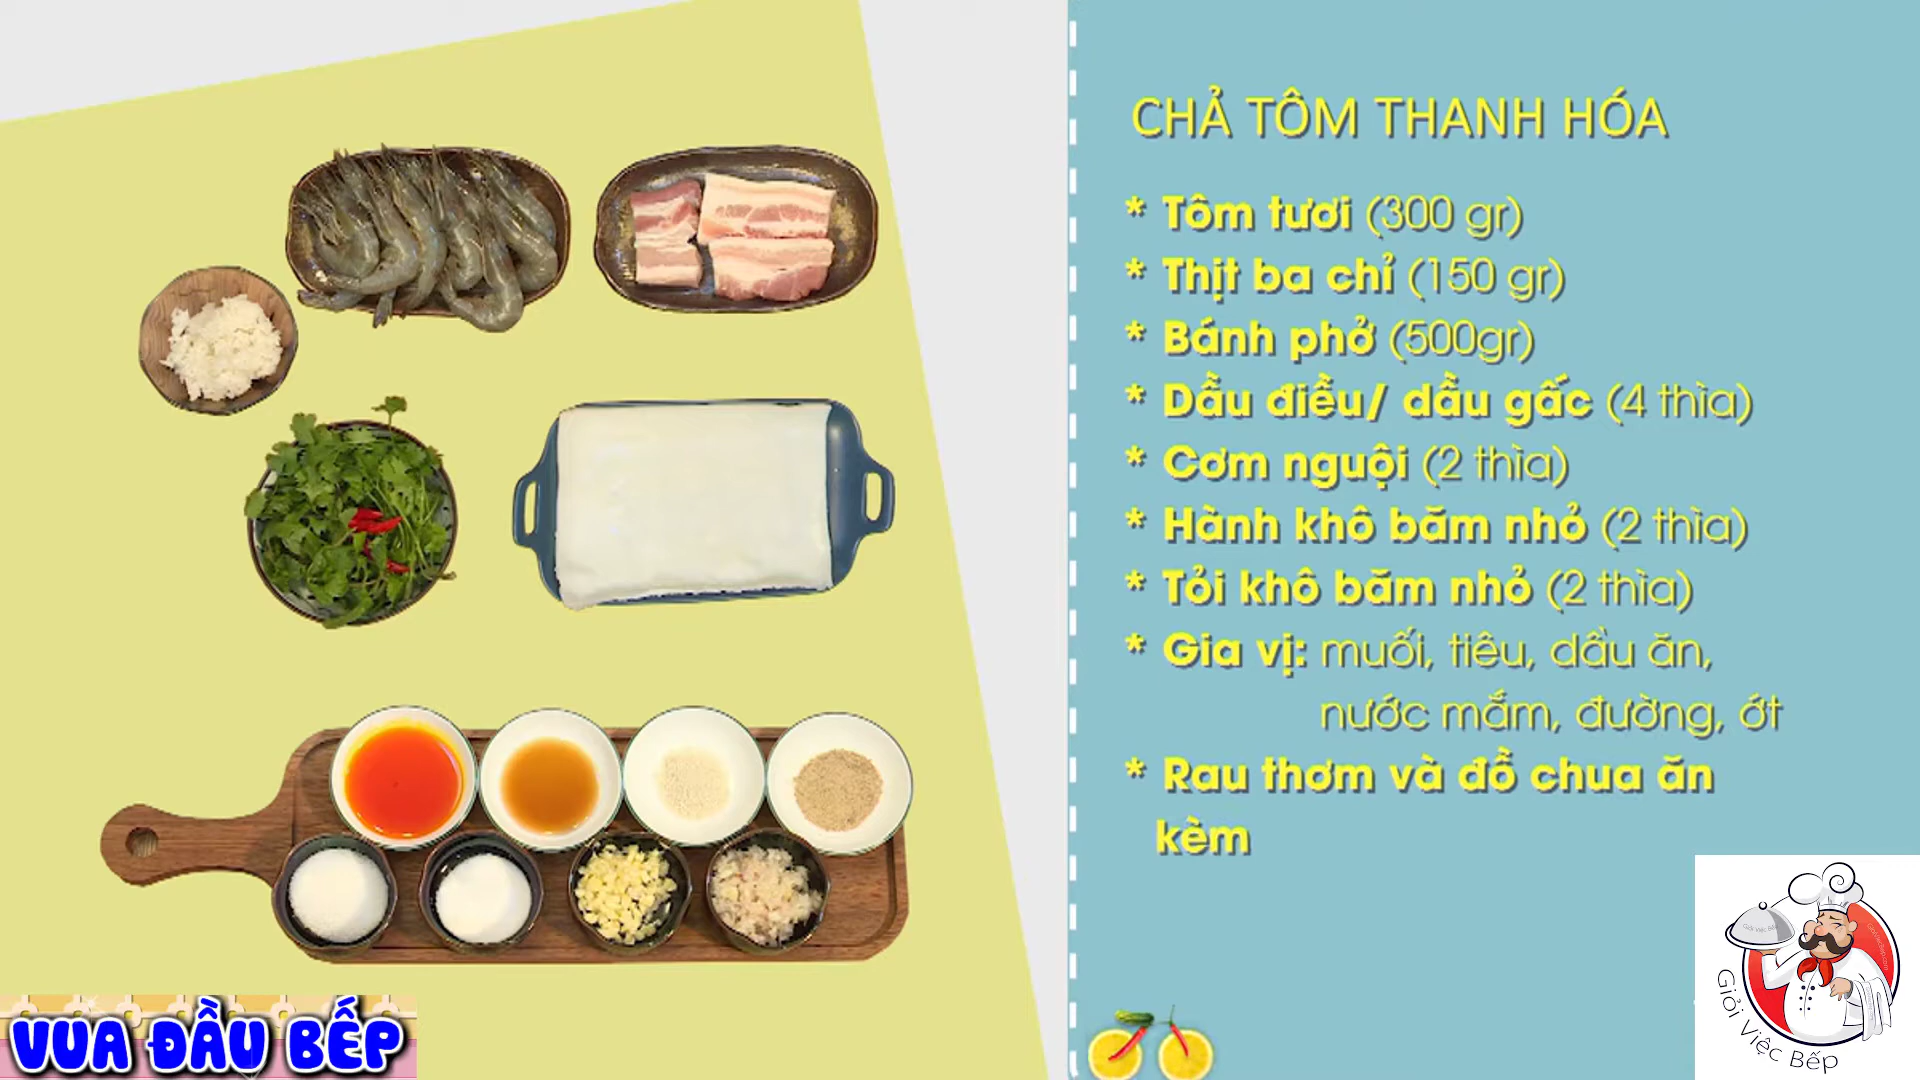 CHẢ TÔM THANH HÓA
* Tôm tươi (300 gr)
* Thịt ba chỉ (150 gr)
* Bánh phở (500gr)
* Dầu điều/ dầu gấc (4 thìa)
* Cơm nguội (2 thìa)
* Hành khô băm nhỏ (2 thìa)
* Tỏi khô băm nhỏ (2 thìa)
* Gia vị: muối, tiêu, dầu ăn,
nước mắm, đường, ớt
* Rau thơm và đồ chua ăn
kèm
VUA ĐẦU BẾP
Giỏi Việc Bếp